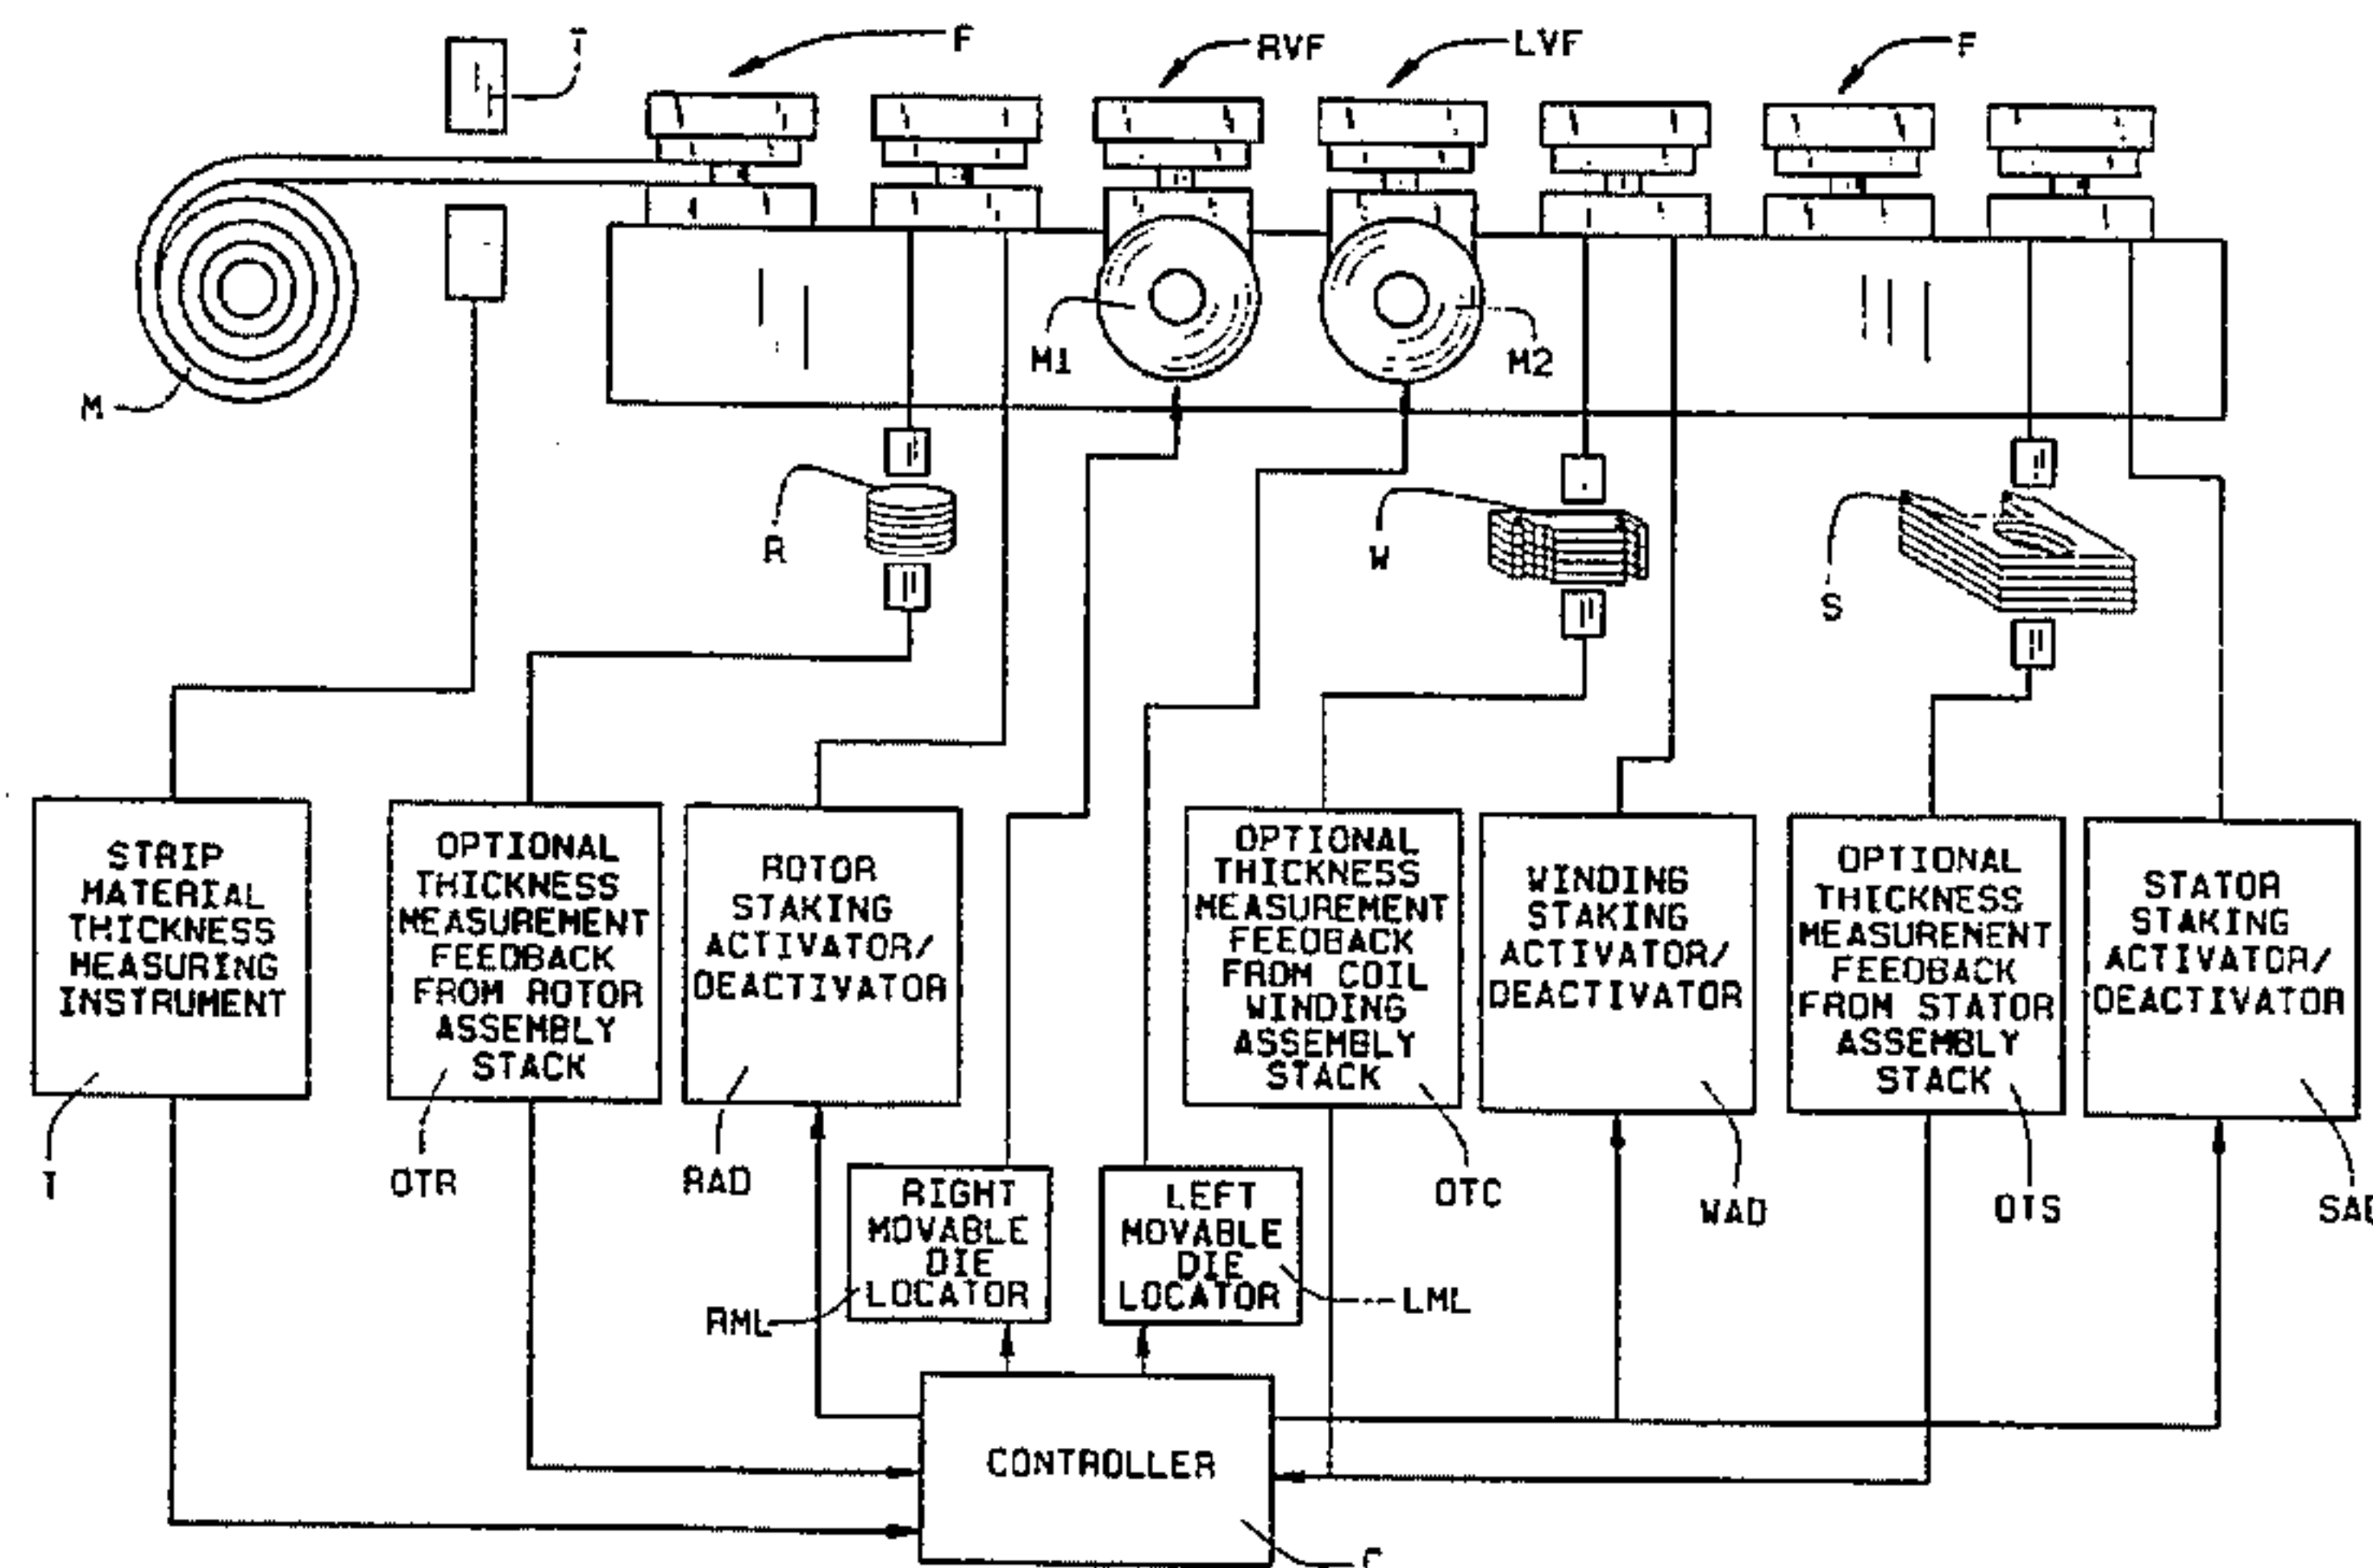 T
F
RVF
LVF
F
M1
M2
M
R
W
S
STRIP
MATERIAL
THICKNESS
MEASURING
INSTRUMENT
OPTIONAL
THICKNESS
MEASUREMENT
FEEDBACK
FROM ROTOR
ASSEMBLY
STACK
ROTOR
STAKING
ACTIVATOR/
DEACTIVATOR
OPTIONAL
THICKNESS
MEASUREMENT
FEEDBACK
FROM COIL
WINDING
ASSEMBLY
STACK
WINDING
STAKING
ACTIVATOR/
DEACTIVATOR
OPTIONAL
THICKNESS
MEASUREMENT
FEEDBACK
FROM STATOR
ASSEMBLY
STACK
STATOR
STAKING
ACTIVATOR/
DEACTIVATOR
T
OTR
RAD
RIGHT
MOVABLE
DIE
LOCATOR
RML
LEFT
MOVABLE
DIE
LOCATOR
LML
OTC
WAD
OTS
SAD
CONTROLLER
C